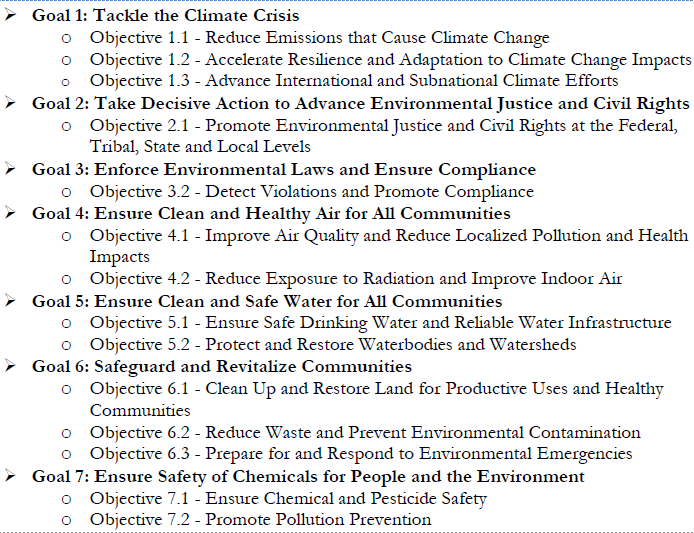 ➢ Goal 1: Tackle the Climate Crisis
o Objective 1.1 - Reduce Emissions that Cause Climate Change
o Objective 1.2 - Accelerate Resilience and Adaptation to Climate Change Impacts
o Objective 1.3 - Advance International and Subnational Climate Efforts
➢ Goal 2: Take Decisive Action to Advance Environmental Justice and Civil Rights
o Objective 2.1 - Promote Environmental Justice and Civil Rights at the Federal,
Tribal, State and Local Levels
➢ Goal 3: Enforce Environmental Laws and Ensure Compliance
o Objective 3.2 - Detect Violations and Promote Compliance
➢ Goal 4: Ensure Clean and Healthy Air for All Communities
o Objective 4.1 - Improve Air Quality and Reduce Localized Pollution and Health
Impacts
o Objective 4.2 - Reduce Exposure to Radiation and Improve Indoor Air
➢ Goal 5: Ensure Clean and Safe Water for All Communities
o Objective 5.1 - Ensure Safe Drinking Water and Reliable Water Infrastructure
o Objective 5.2 - Protect and Restore Waterbodies and Watersheds
➢ Goal 6: Safeguard and Revitalize Communities
o Objective 6.1 - Clean Up and Restore Land for Productive Uses and Healthy
Communities
o Objective 6.2 - Reduce Waste and Prevent Environmental Contamination
o Objective 6.3 - Prepare for and Respond to Environmental Emergencies
➢ Goal 7: Ensure Safety of Chemicals for People and the Environment
o Objective 7.1 - Ensure Chemical and Pesticide Safety
o Objective 7.2 - Promote Pollution Prevention